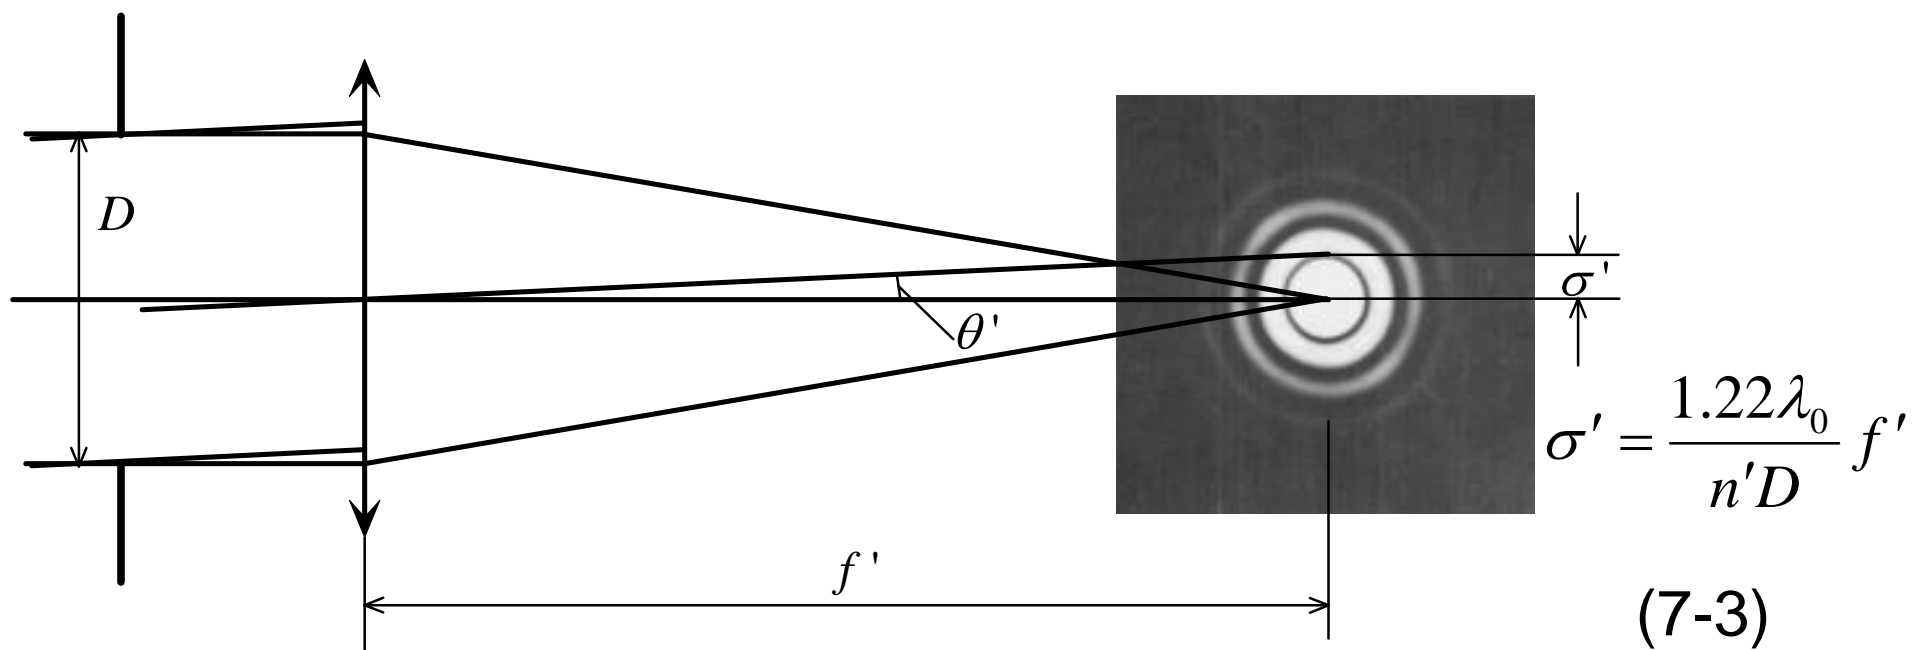 D
θ'
σ'
f'
σ' = 1.22λ₀ / n'D f'
(7-3)